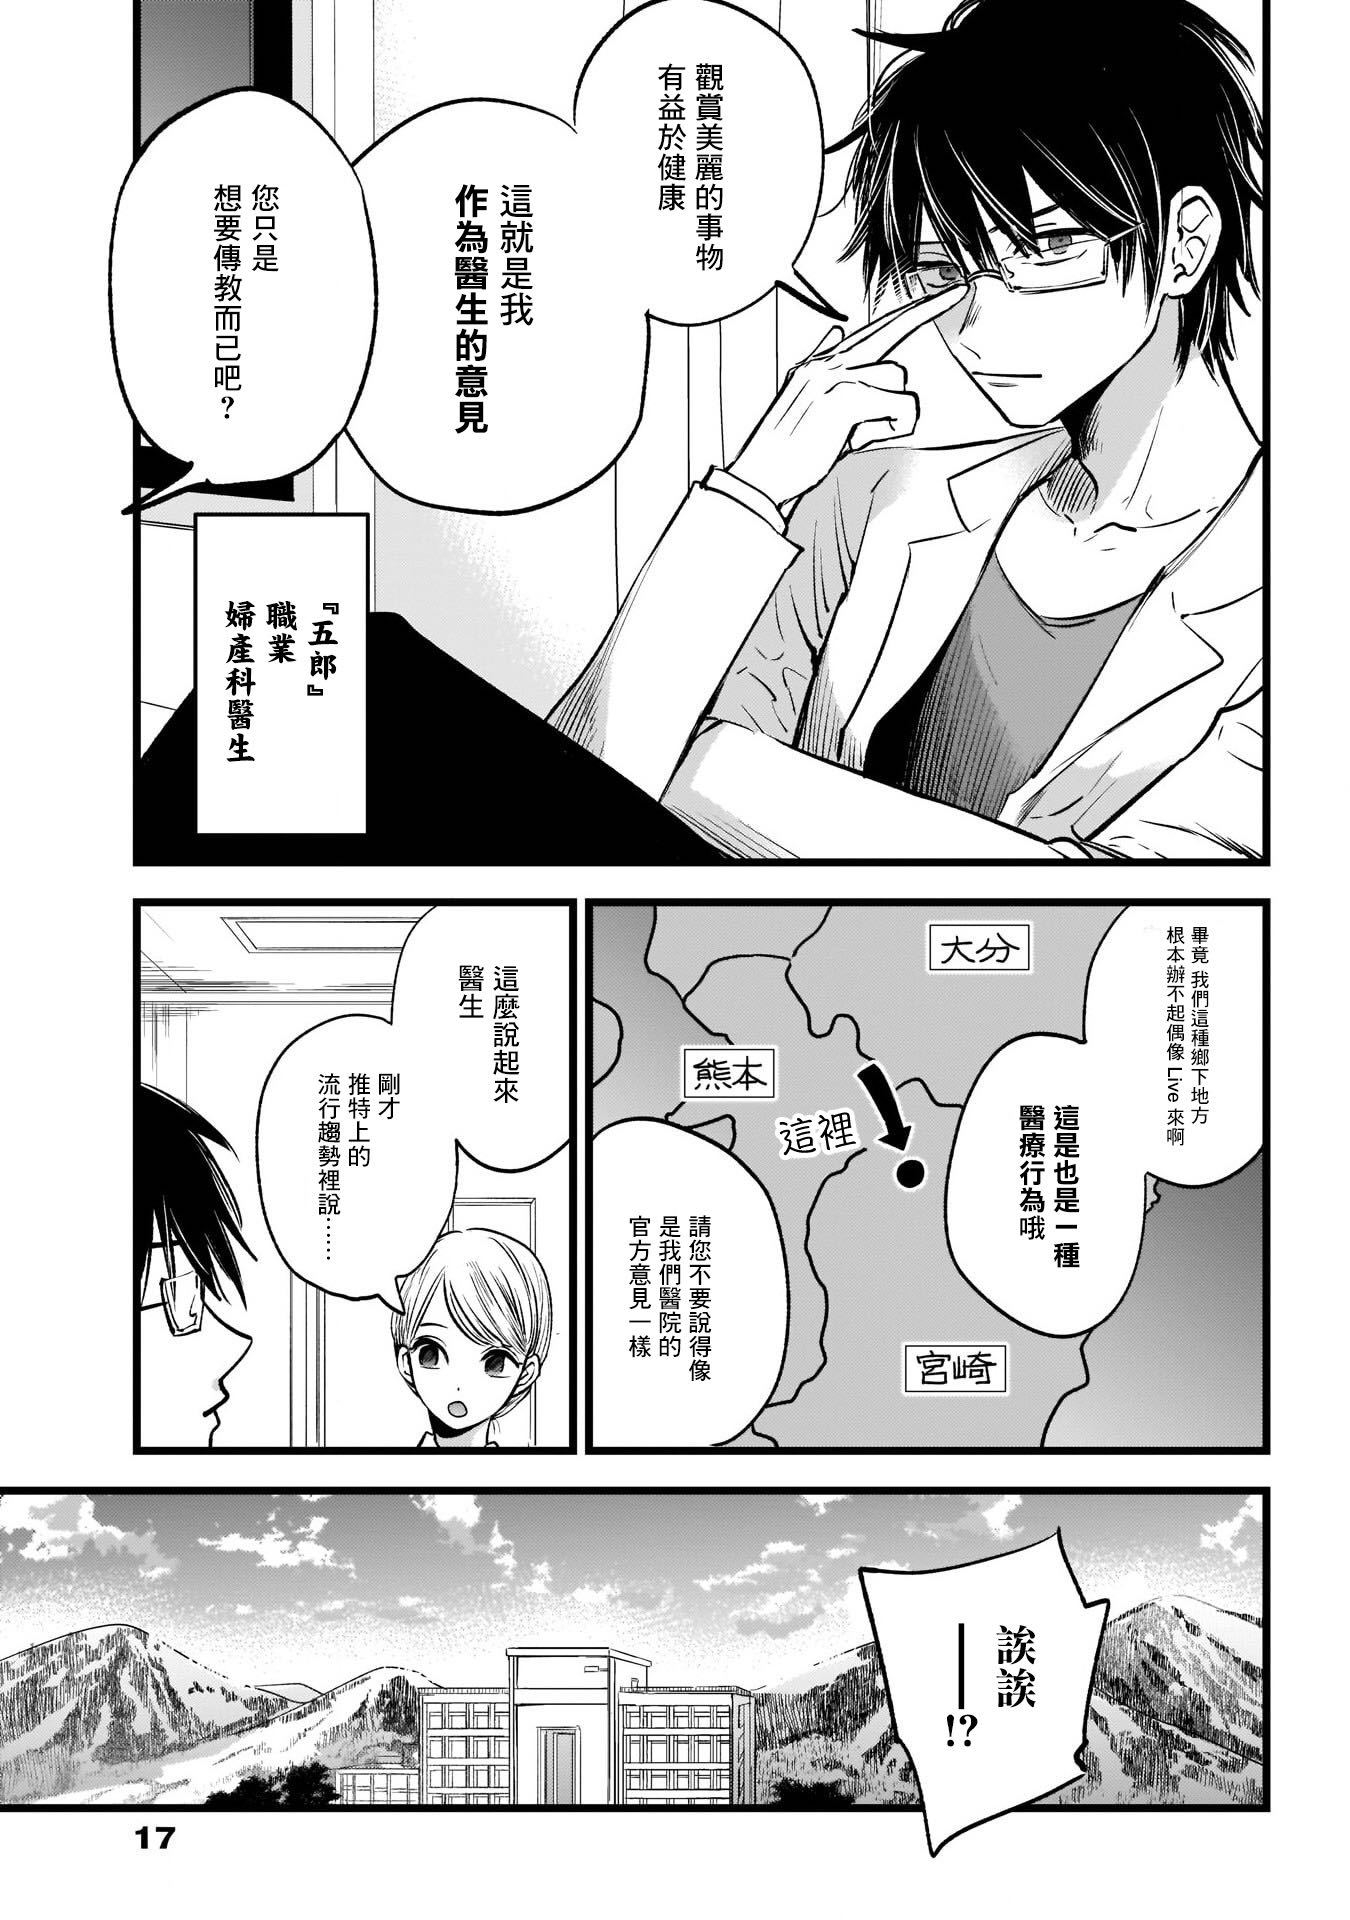 觀賞美麗的事物
有益於健康
這就是我
作為醫生的意見
您只是
想要傳教而已吧?
『五郎』
職業
婦產科醫生
畢竟 我們這種鄉下地方
根本辦不起偶像 Live 來啊
這是也是一種
醫療行為哦
大分
熊本
這裡
宮崎
請您不要說得像
是我們醫院的
官方意見一樣
這麼說起來
醫生
剛才
推特上的
流行趨勢裡說……
誒誒
——!?
17